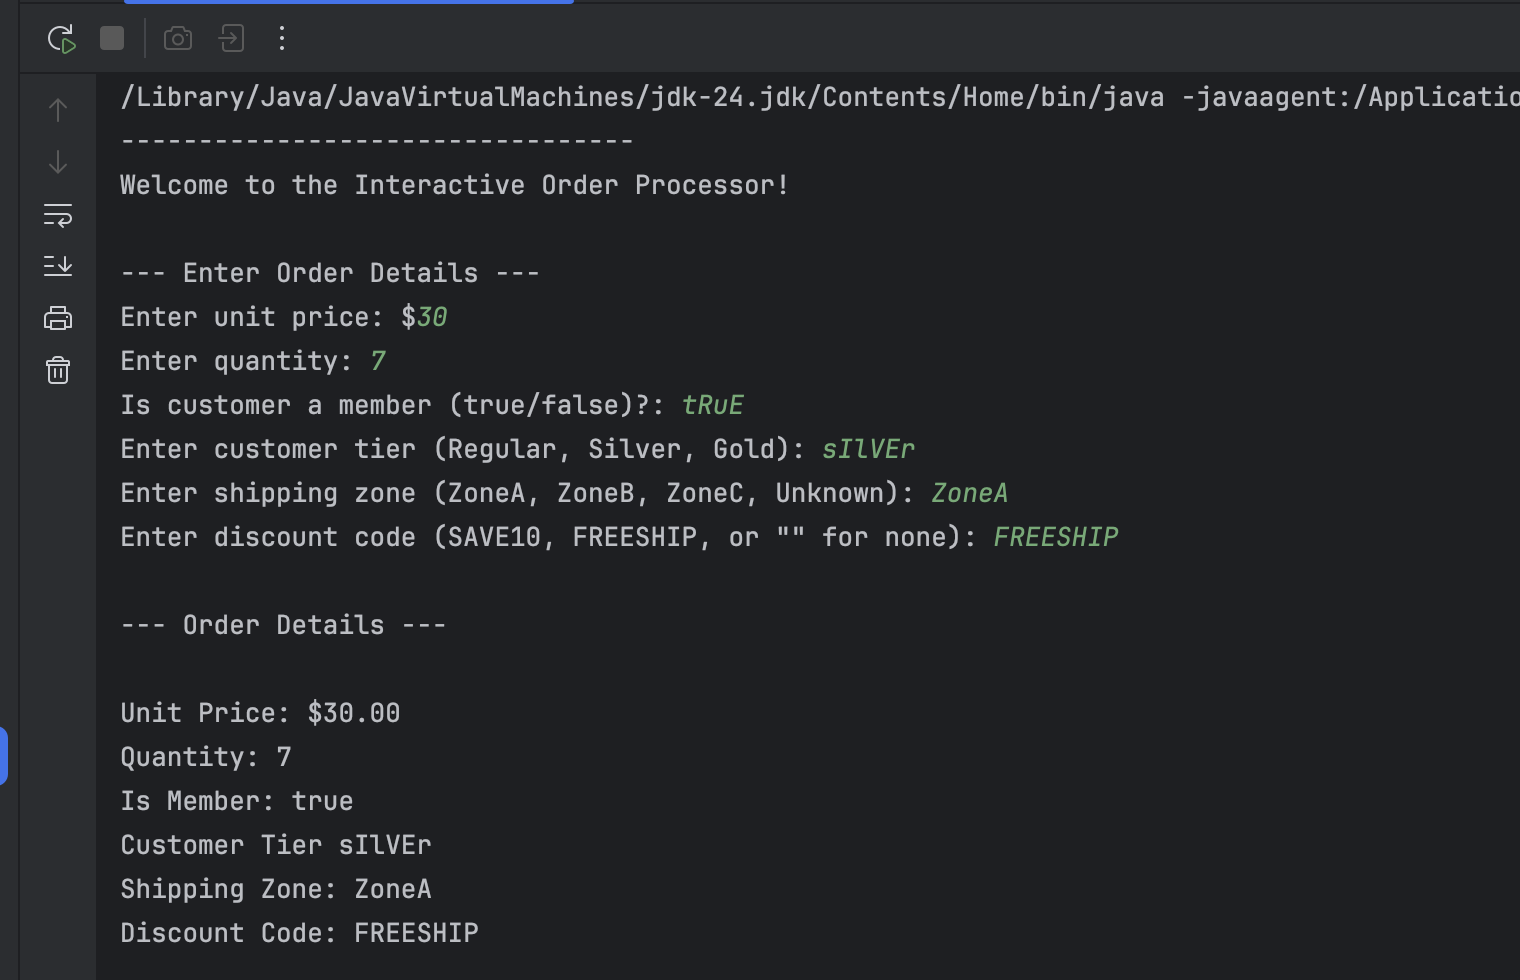 /Library/Java/JavaVirtualMachines/jdk-24.jdk/Contents/Home/bin/java -javaagent:/Applicatio
---------------------------------
Welcome to the Interactive Order Processor!
--- Enter Order Details ---
Enter unit price: $30
Enter quantity: 7
Is customer a member (true/false)?: tRuE
Enter customer tier (Regular, Silver, Gold): sIlVEr
Enter shipping zone (ZoneA, ZoneB, ZoneC, Unknown): ZoneA
Enter discount code (SAVE10, FREESHIP, or "" for none): FREESHIP
--- Order Details ---
Unit Price: $30.00
Quantity: 7
Is Member: true
Customer Tier sIlVEr
Shipping Zone: ZoneA
Discount Code: FREESHIP